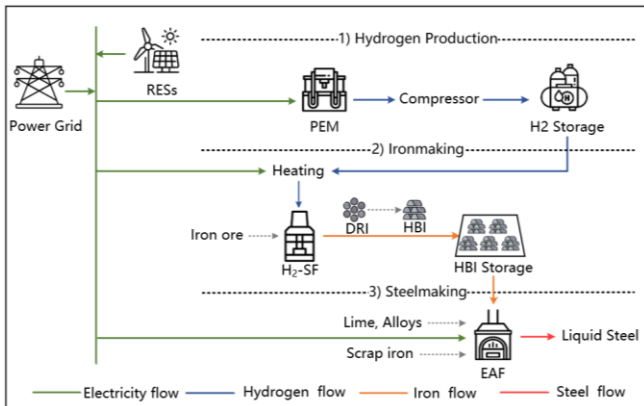 1) Hydrogen Production
RESs
Power Grid
PEM
Compressor
H2 Storage
2) Ironmaking
Heating
Iron ore
H₂-SF
DRI
HBI
HBI Storage
3) Steelmaking
Lime, Alloys
Scrap iron
EAF
Liquid Steel
Electricity flow
Hydrogen flow
Iron flow
Steel flow